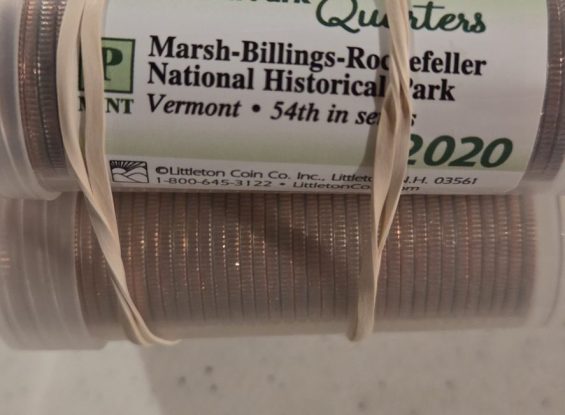 Quarters
P
MINT
Marsh-Billings-Rockefeller
National Historical Park
Vermont • 54th in series
2020
©Littleton Coin Co. Inc., Littleton, N.H. 03561
1-800-645-3122 • LittletonCoin.com